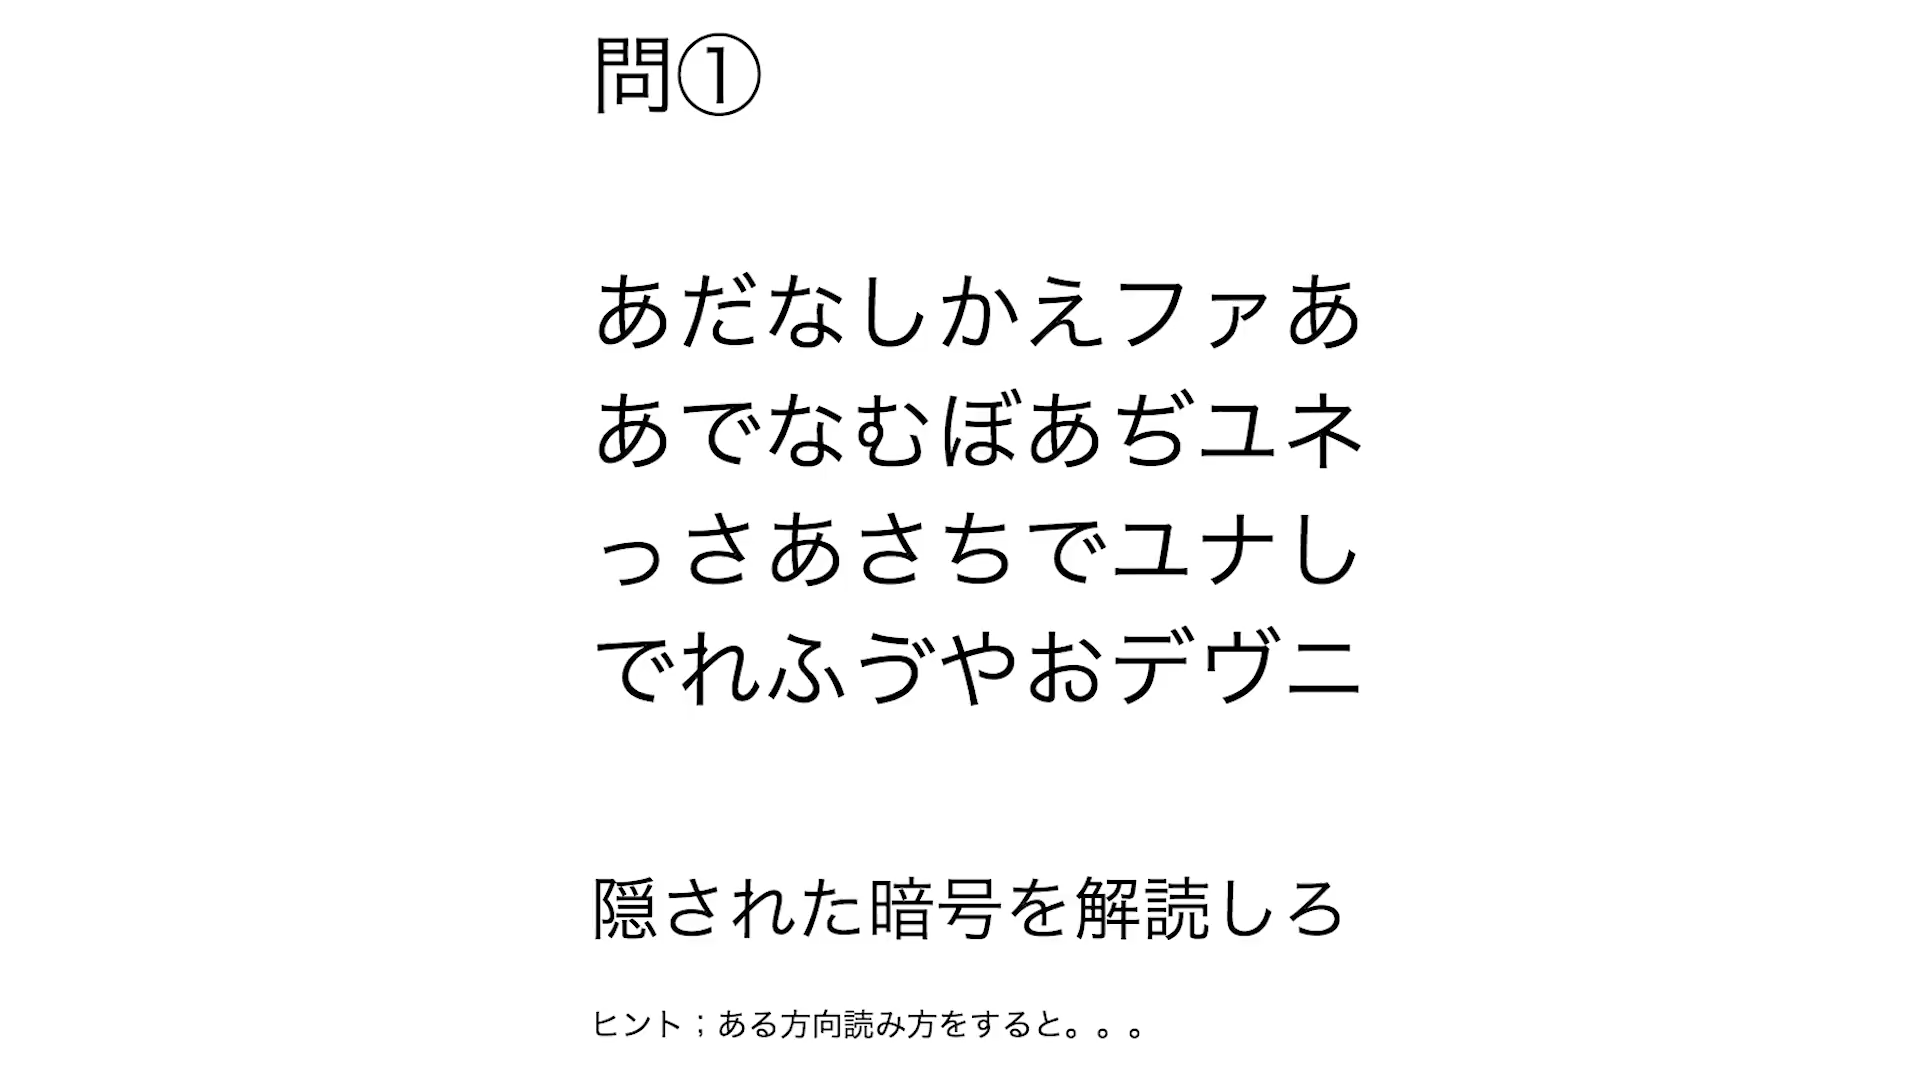 問①
あだなしかえファあ
あでなむぼあぢユネ
っさあさちでユナし
でれふゔやおデヴニ
隠された暗号を解読しろ
ヒント；ある方向読み方をすると。。。